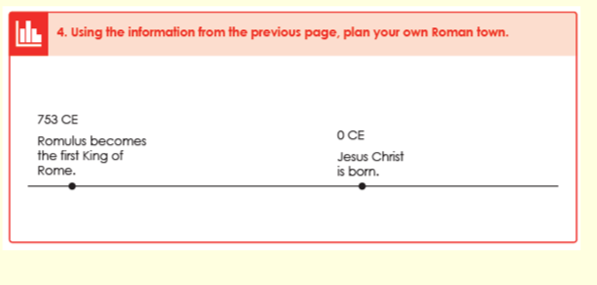 4. Using the information from the previous page, plan your own Roman town.
753 CE
Romulus becomes
the first King of
Rome.
0 CE
Jesus Christ
is born.